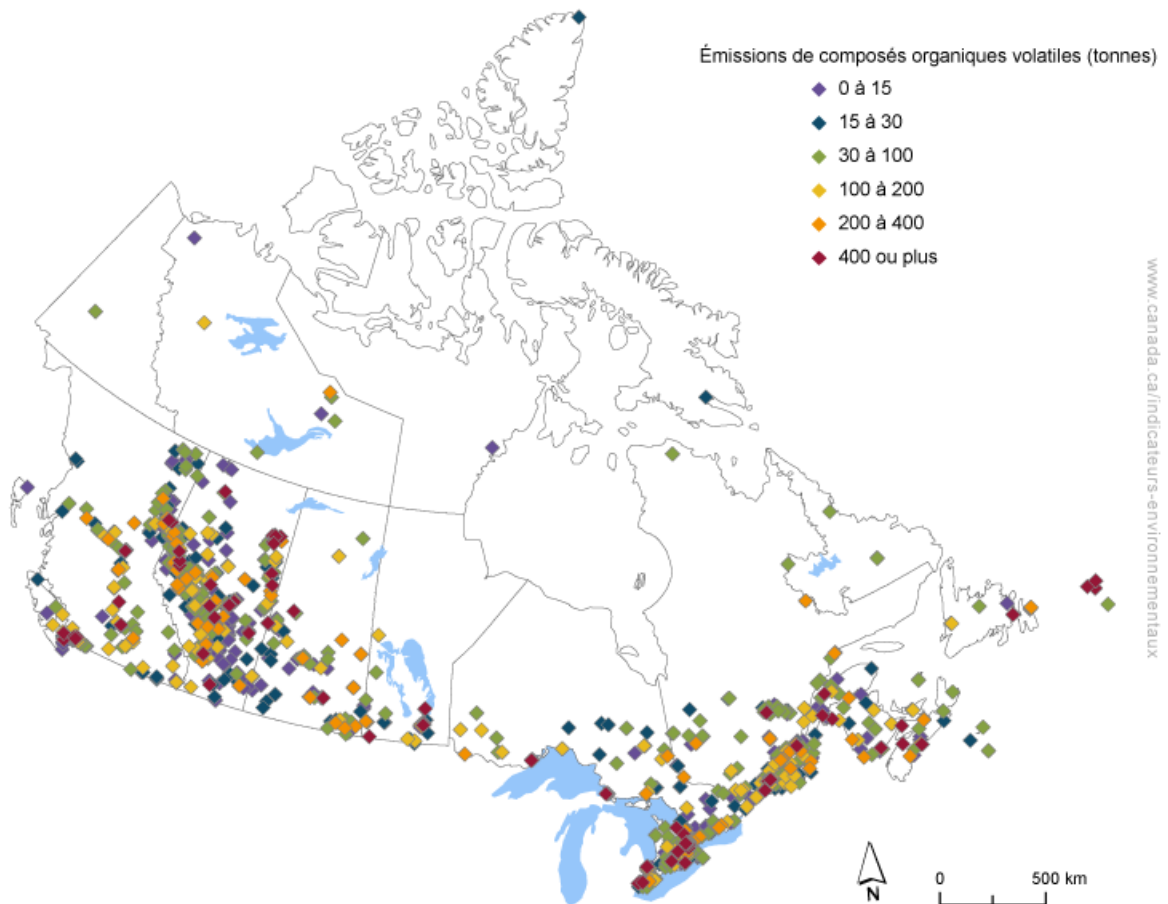 Émissions de composés organiques volatiles (tonnes)
0 à 15
15 à 30
30 à 100
100 à 200
200 à 400
400 ou plus
www.canada.ca/indicateurs-environnementaux
N
0
500 km